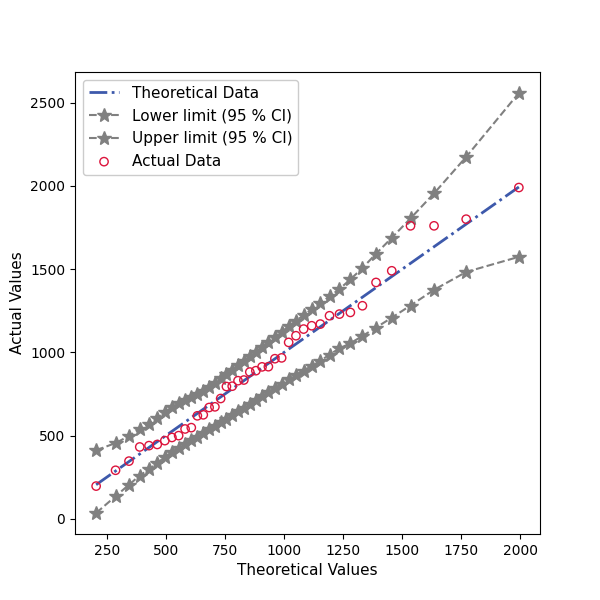 Theoretical Data
Lower limit (95 % CI)
Upper limit (95 % CI)
Actual Data
2500
2000
1500
1000
500
0
Actual Values
250 500 750 1000 1250 1500 1750 2000
Theoretical Values